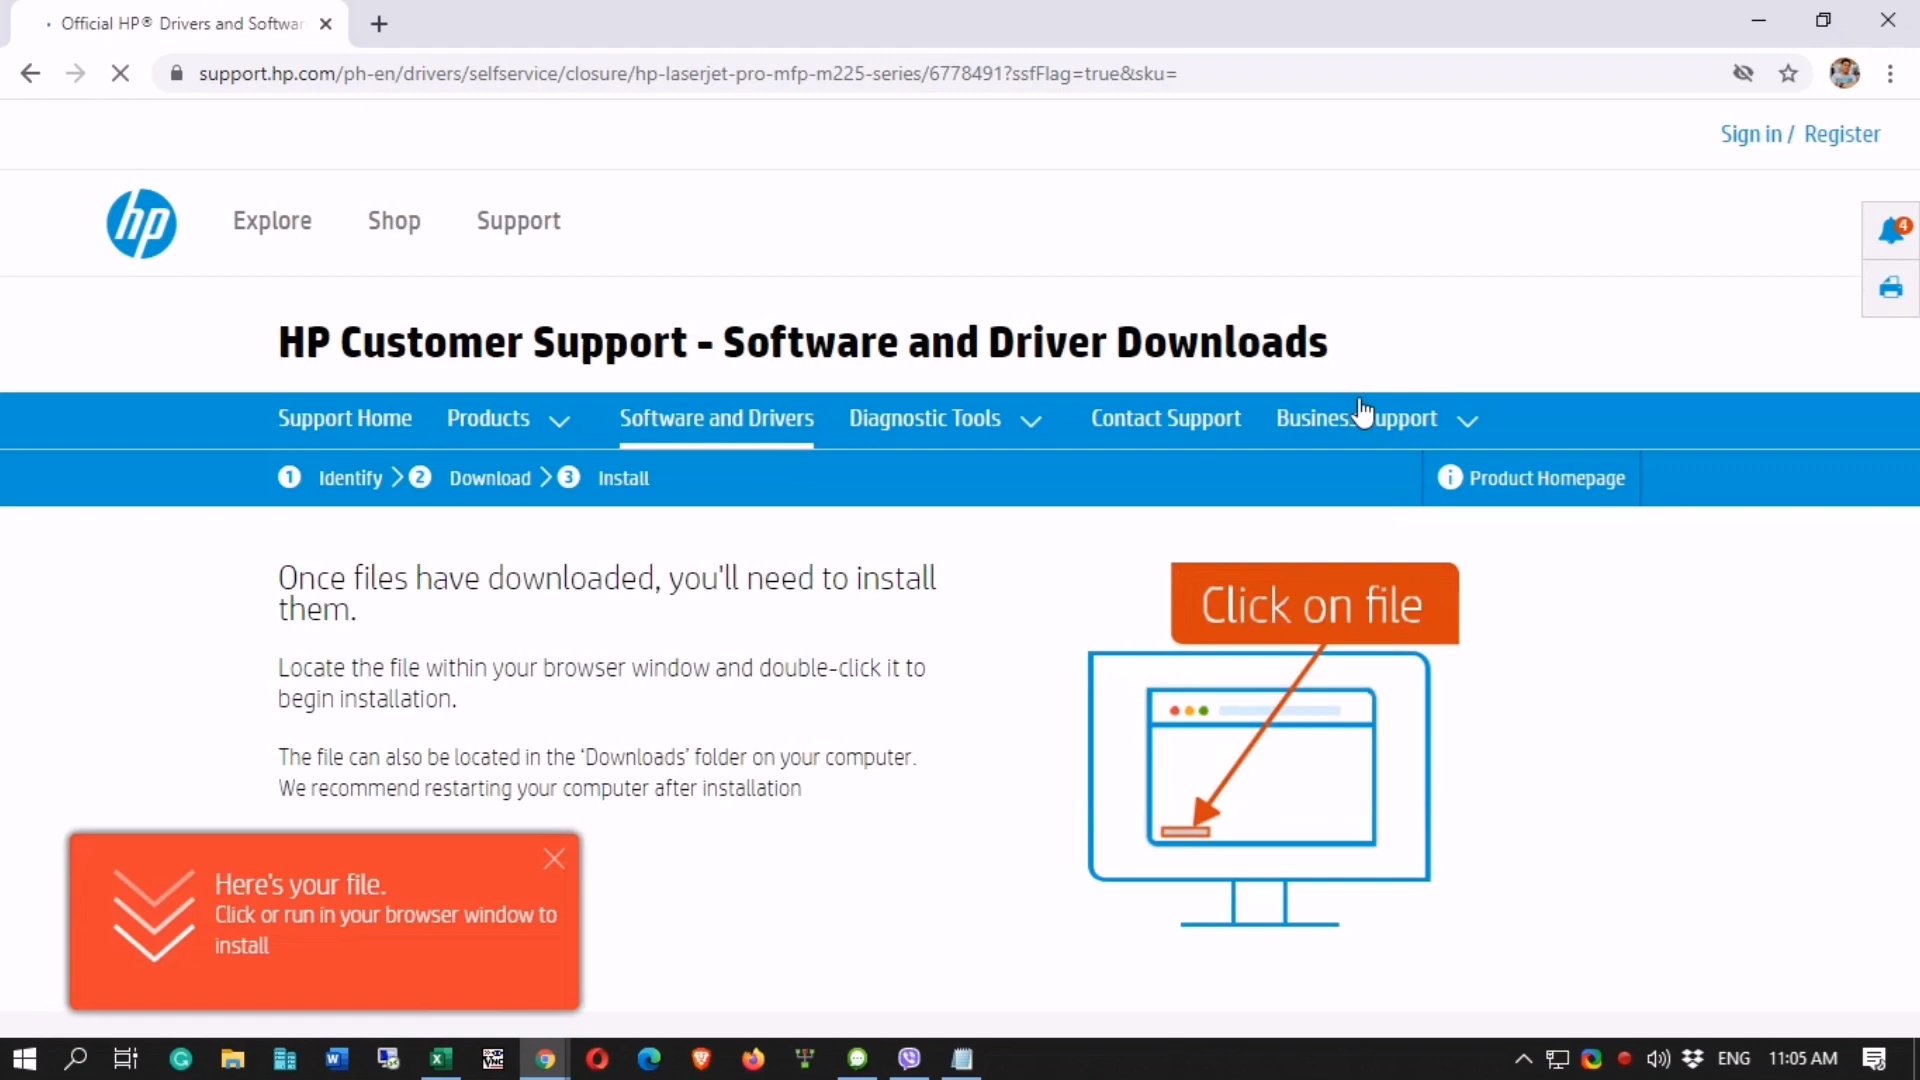 Official HP® Drivers and Softwar
support.hp.com/ph-en/drivers/selfservice/closure/hp-laserjet-pro-mfp-m225-series/6778491?ssfFlag=true&sku=
Sign in / Register
hp Explore Shop Support
4
HP Customer Support - Software and Driver Downloads
Support Home Products Software and Drivers Diagnostic Tools Contact Support Business Support
1 Identify 2 Download 3 Install i Product Homepage
Once files have downloaded, you'll need to install
them.
Click on file
Locate the file within your browser window and double-click it to
begin installation.
The file can also be located in the ‘Downloads’ folder on your computer.
We recommend restarting your computer after installation
Here's your file.
Click or run in your browser window to
install
ENG 11:05 AM